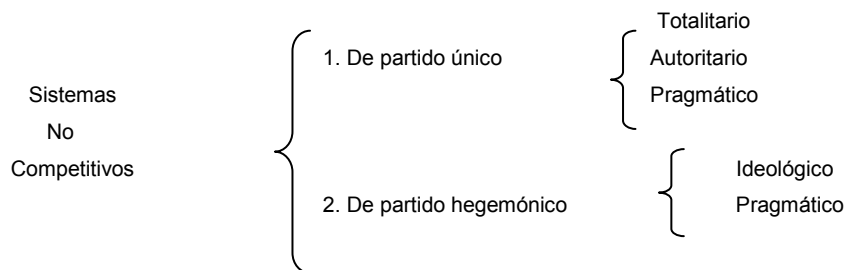 Totalitario
1. De partido único
Autoritario
Sistemas
Pragmático
No
Competitivos
Ideológico
2. De partido hegemónico
Pragmático